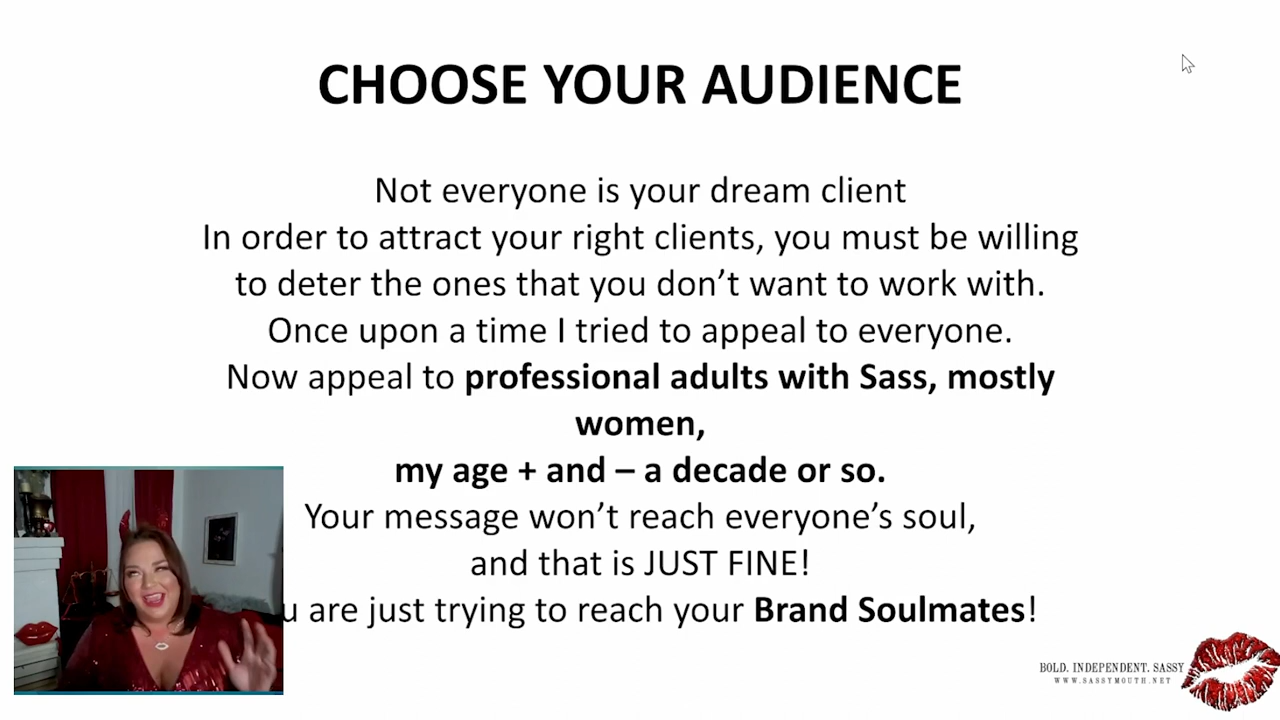 CHOOSE YOUR AUDIENCE
Not everyone is your dream client
In order to attract your right clients, you must be willing
to deter the ones that you don't want to work with.
Once upon a time I tried to appeal to everyone.
Now appeal to professional adults with Sass, mostly
women,
my age + and – a decade or so.
Your message won't reach everyone's soul,
and that is JUST FINE!
u are just trying to reach your Brand Soulmates!
BOLD. INDEPENDENT. SASSY
WWW.SASSYMOUTH.NET